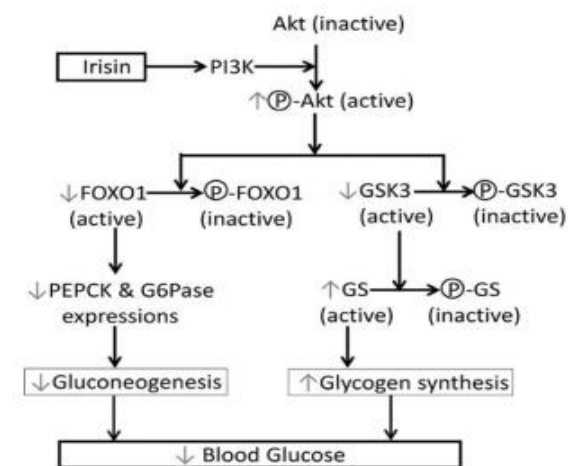 Akt (inactive)
Irisin PI3K
↑Ⓟ-Akt (active)
↓FOXO1 Ⓟ-FOXO1 ↓GSK3 Ⓟ-GSK3
(active) (inactive) (active) (inactive)
↓PEPCK & G6Pase ↑GS Ⓟ-GS
expressions (active) (inactive)
↓Gluconeogenesis ↑Glycogen synthesis
↓ Blood Glucose